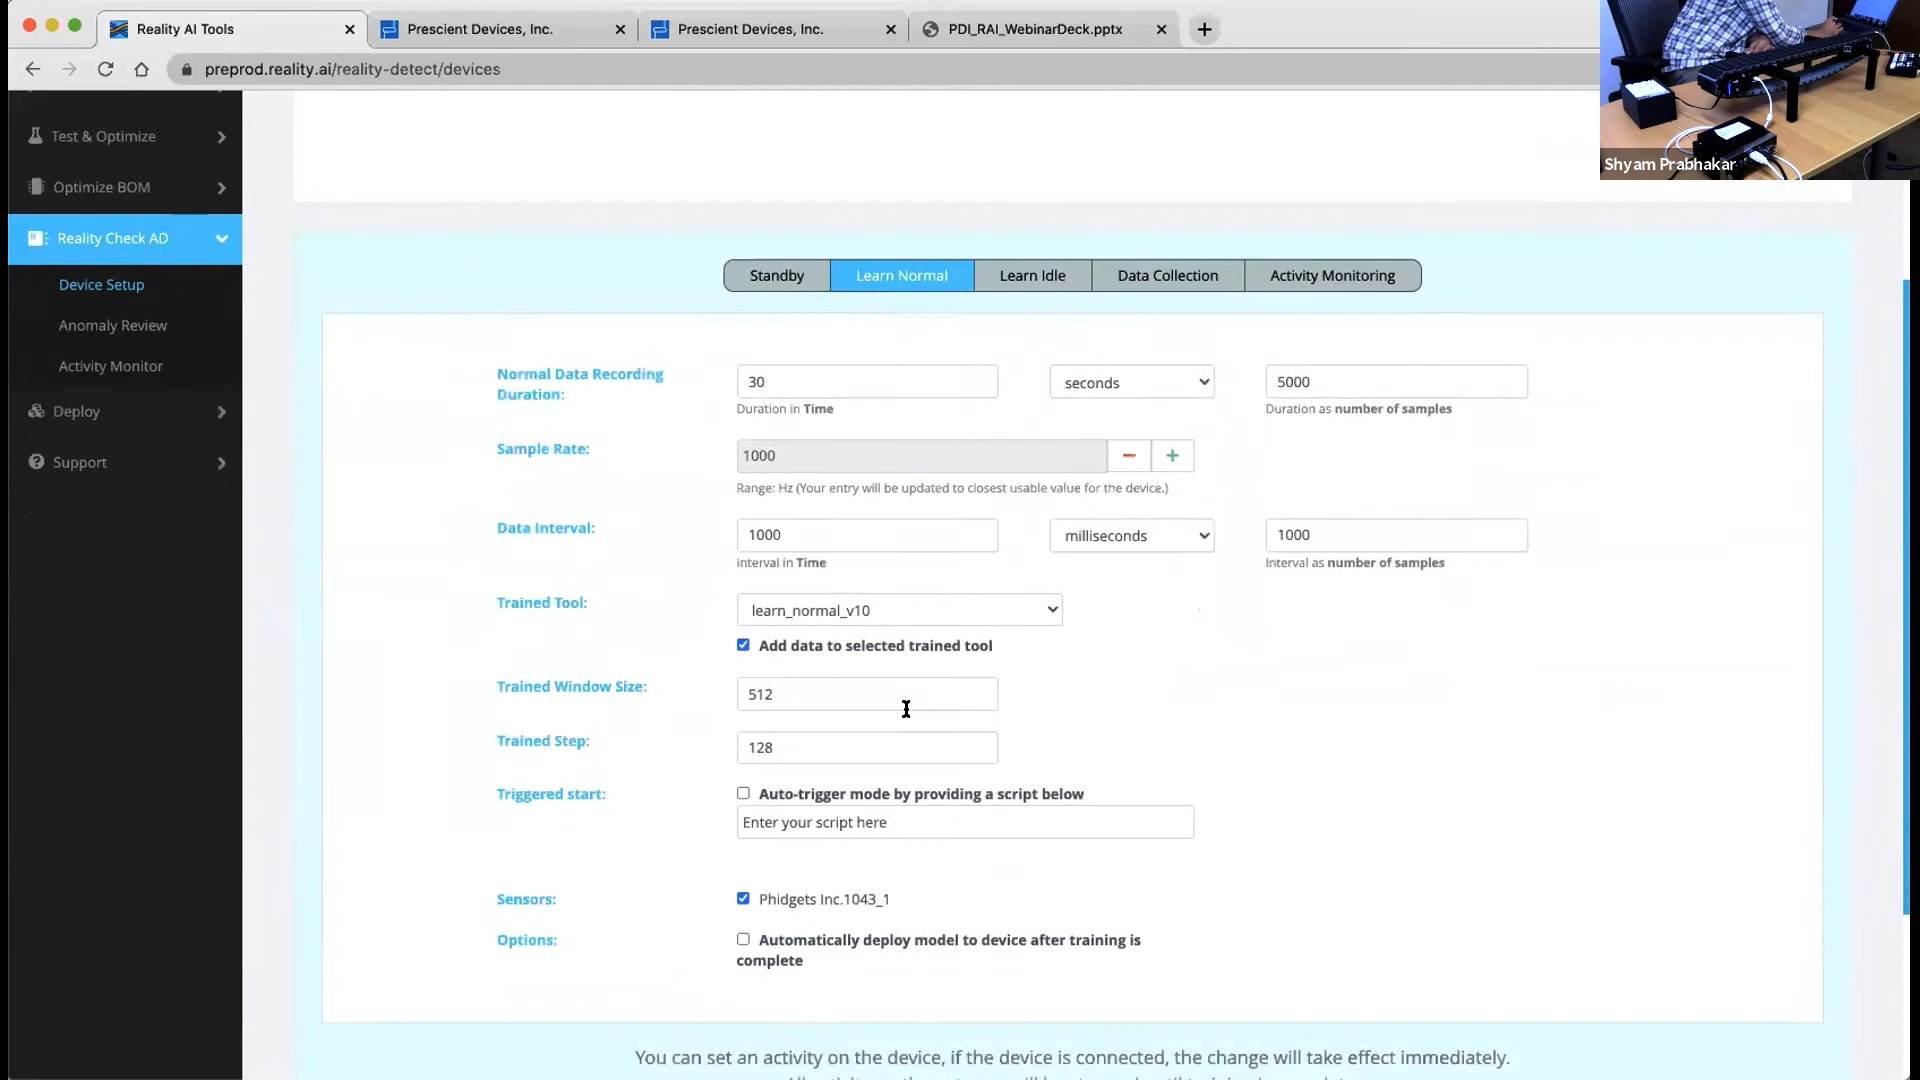 Reality AI Tools
Prescient Devices, Inc.
Prescient Devices, Inc.
PDI_RAI_WebinarDeck.pptx
preprod.reality.ai/reality-detect/devices
Shyam Prabhakar
Test & Optimize
Optimize BOM
Reality Check AD
Device Setup
Anomaly Review
Activity Monitor
Deploy
Support
Standby
Learn Normal
Learn Idle
Data Collection
Activity Monitoring
Normal Data Recording
Duration:
30
seconds
5000
Duration in Time
Duration as number of samples
Sample Rate:
1000
Range: Hz (Your entry will be updated to closest usable value for the device.)
Data Interval:
1000
milliseconds
1000
Interval in Time
Interval as number of samples
Trained Tool:
learn_normal_v10
Add data to selected trained tool
Trained Window Size:
512
Trained Step:
128
Triggered start:
Auto-trigger mode by providing a script below
Enter your script here
Sensors:
Phidgets Inc.1043_1
Options:
Automatically deploy model to device after training is
complete
You can set an activity on the device, if the device is connected, the change will take effect immediately.